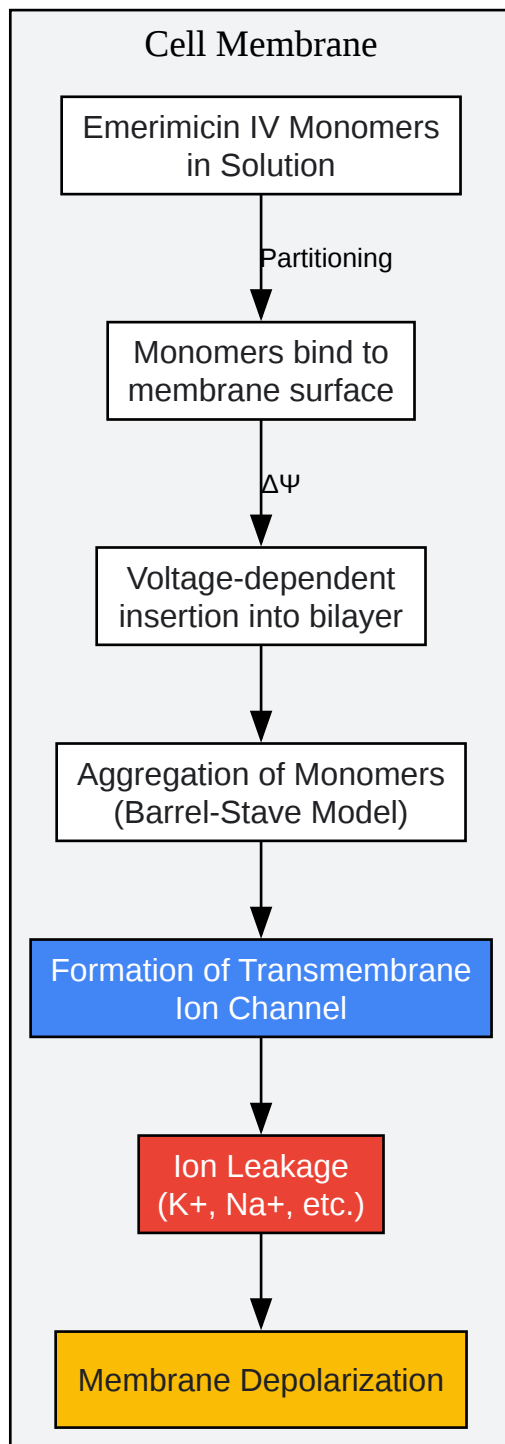 Cell Membrane
Emerimicin IV Monomers
in Solution
Partitioning
Monomers bind to
membrane surface
ΔΨ
Voltage-dependent
insertion into bilayer
Aggregation of Monomers
(Barrel-Stave Model)
Formation of Transmembrane
Ion Channel
Ion Leakage
(K+, Na+, etc.)
Membrane Depolarization